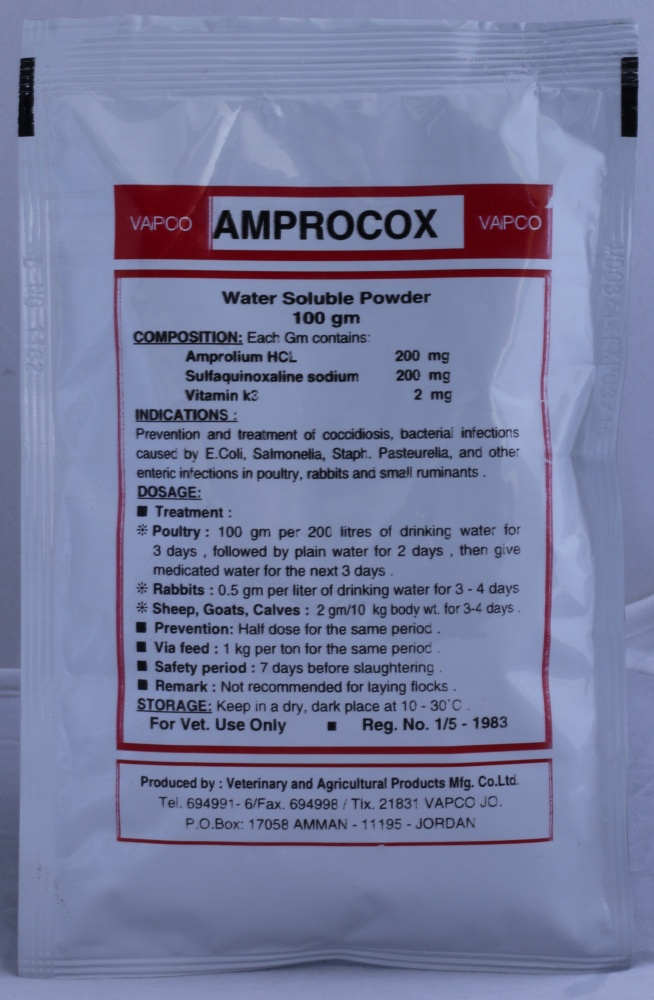 VAPCO AMPROCOX VAPCO
Water Soluble Powder
100 gm
COMPOSITION: Each Gm contains:
Amprolium HCL 200 mg
Sulfaquinoxaline sodium 200 mg
Vitamin k3 2 mg
INDICATIONS :
Prevention and treatment of coccidiosis, bacterial infections
caused by E.Coli, Salmonella, Staph. Pasteurella, and other
enteric infections in poultry, rabbits and small ruminants .
DOSAGE:
■ Treatment :
❊ Poultry : 100 gm per 200 litres of drinking water for
3 days , followed by plain water for 2 days , then give
medicated water for the next 3 days .
❊ Rabbits : 0.5 gm per liter of drinking water for 3 - 4 days
❊ Sheep, Goats, Calves : 2 gm/10 kg body wt. for 3-4 days .
■ Prevention: Half dose for the same period .
■ Via feed : 1 kg per ton for the same period .
■ Safety period : 7 days before slaughtering .
■ Remark : Not recommended for laying flocks .
STORAGE: Keep in a dry, dark place at 10 - 30°C .
For Vet. Use Only ■ Reg. No. 1/5 - 1983
Produced by : Veterinary and Agricultural Products Mfg. Co.Ltd.
Tel. 694991- 6/Fax. 694998 / Tlx. 21831 VAPCO JO.
P.O.Box: 17058 AMMAN - 11195 - JORDAN